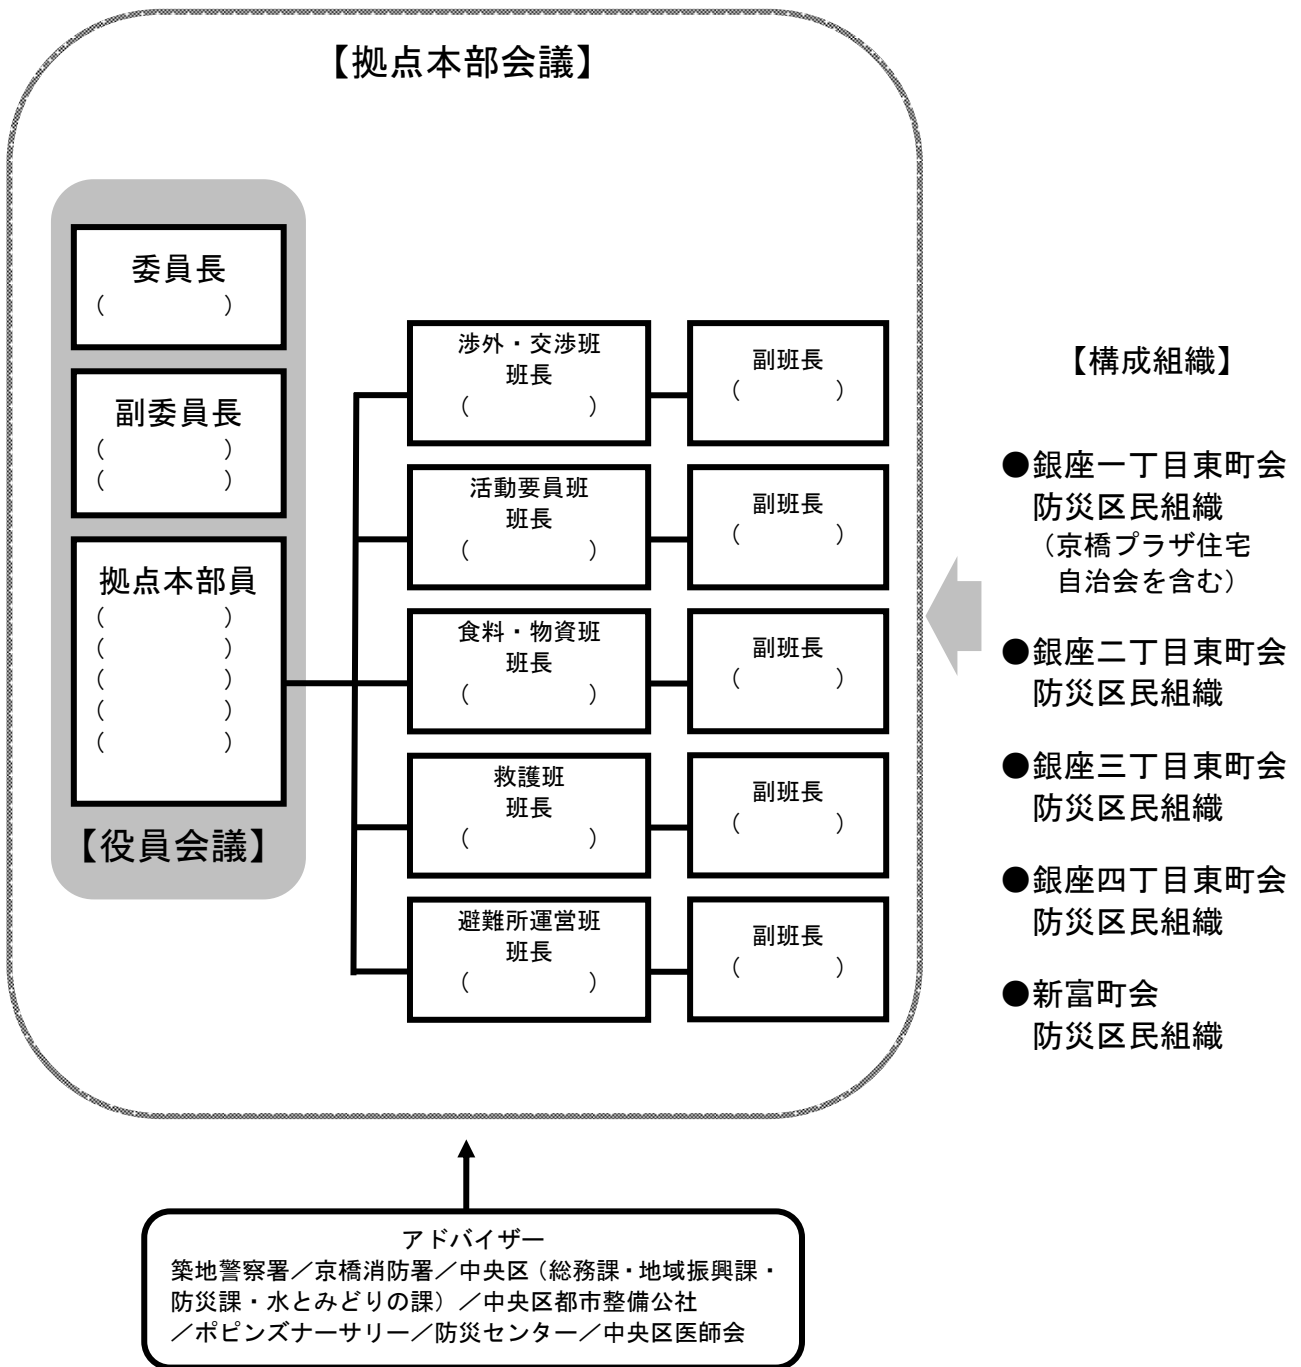 【拠点本部会議】
委員長
(　　　　)
副委員長
(　　　　)
(　　　　)
拠点本部員
(　　　　)
(　　　　)
(　　　　)
(　　　　)
(　　　　)
【役員会議】
渉外・交渉班
班長
(　　　　)
副班長
(　　　　)
活動要員班
班長
(　　　　)
副班長
(　　　　)
食料・物資班
班長
(　　　　)
副班長
(　　　　)
救護班
班長
(　　　　)
副班長
(　　　　)
避難所運営班
班長
(　　　　)
副班長
(　　　　)
【構成組織】
●銀座一丁目東町会
防災区民組織
（京橋プラザ住宅
自治会を含む）
●銀座二丁目東町会
防災区民組織
●銀座三丁目東町会
防災区民組織
●銀座四丁目東町会
防災区民組織
●新富町会
防災区民組織
アドバイザー
築地警察署／京橋消防署／中央区（総務課・地域振興課・
防災課・水とみどりの課）／中央区都市整備公社
／ポピンズナーサリー／防災センター／中央区医師会